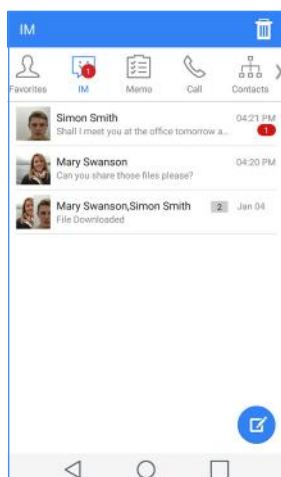 IM
Favorites IM 1 Memo Call Contacts
Simon Smith 04:21 PM
Shall I meet you at the office tomorrow a... 1
Mary Swanson 04:20 PM
Can you share those files please?
Mary Swanson,Simon Smith 2 Jan 04
File Downloaded